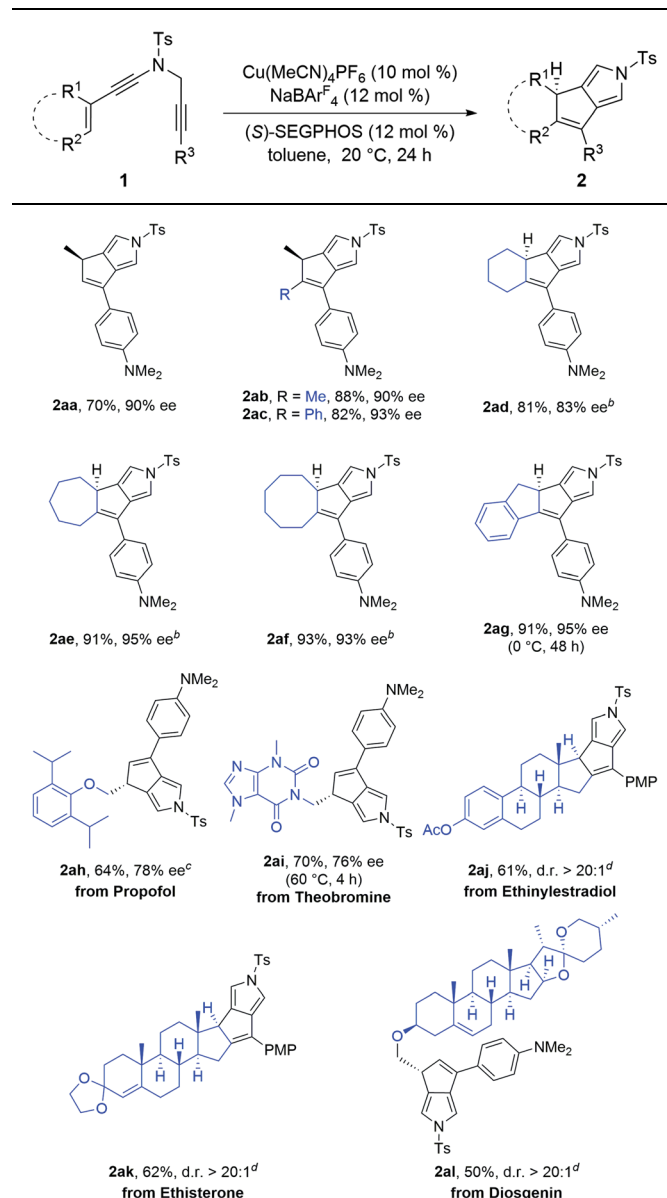 Ts
N
R1
R2
R3
1
Cu(MeCN)4PF6 (10 mol %)
NaBArF4 (12 mol %)
(S)-SEGPHOS (12 mol %)
toluene, 20 °C, 24 h
H
R1
N
Ts
R2
R3
2
N
Ts
NMe2
2aa, 70%, 90% ee
N
Ts
R
NMe2
2ab, R = Me, 88%, 90% ee
2ac, R = Ph, 82%, 93% ee
H
N
Ts
NMe2
2ad, 81%, 83% eeb
H
N
Ts
NMe2
2ae, 91%, 95% eeb
H
N
Ts
NMe2
2af, 93%, 93% eeb
H
N
Ts
NMe2
2ag, 91%, 95% ee
(0 °C, 48 h)
NMe2
O
N
Ts
2ah, 64%, 78% eec
from Propofol
NMe2
N
N
O
N
N
O
N
Ts
2ai, 70%, 76% ee
(60 °C, 4 h)
from Theobromine
Ts
N
H
H
H
H
PMP
AcO
2aj, 61%, d.r. > 20:1d
from Ethinylestradiol
Ts
N
H
H
H
H
PMP
O
O
2ak, 62%, d.r. > 20:1d
from Ethisterone
O
H
H
O
H
H
H
O
NMe2
N
Ts
2al, 50%, d.r. > 20:1d
from Diosgenin